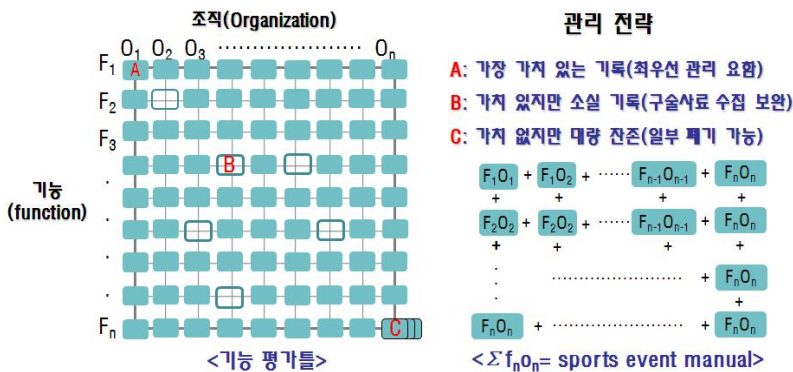 조직(Organization)
O1 O2 O3 ························ On
F1
A
F2
F3
B
·
기능
(function)
·
·
·
Fn
C
<기능 평가틀>
관리 전략
A: 가장 가치 있는 기록(최우선 관리 요함)
B: 가치 있지만 소실 기록(구술사료 수집 보완)
C: 가치 없지만 대량 잔존(일부 폐기 가능)
F1O1 + F1O2 + ······ Fn-1On-1 + FnOn
+ + + +
F2O2 + F2O2 + ······ Fn-1On-1 + FnOn
+ + + +
· ························ FnOn
· +
FnOn + ······························ + FnOn
<Σfnon= sports event manual>